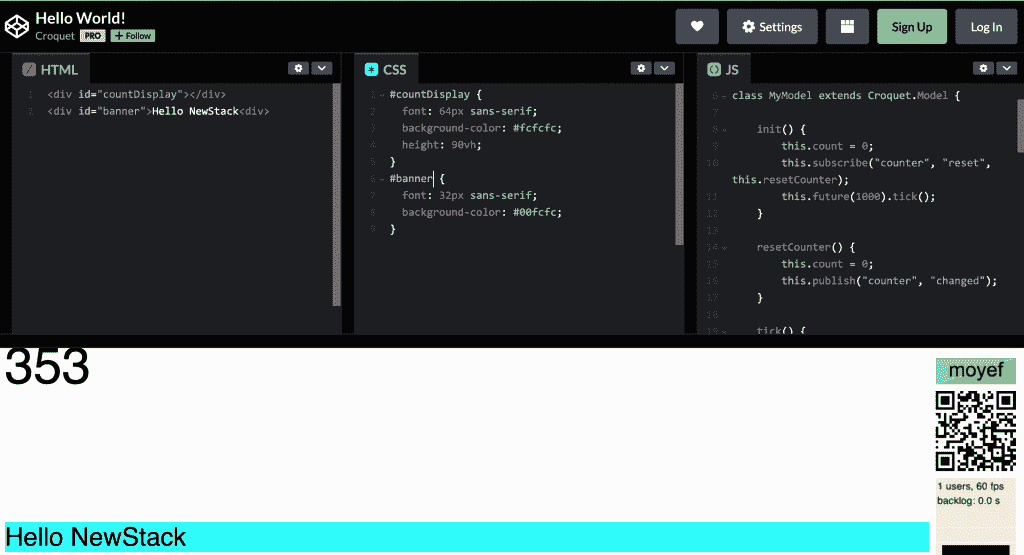 Hello World!
Croquet PRO + Follow
Settings
Sign Up
Log In
HTML
1 <div id="countDisplay"></div>
2 <div id="banner">Hello NewStack<div>
CSS
1 #countDisplay {
2 font: 64px sans-serif;
3 background-color: #fcfcfc;
4 height: 90vh;
5 }
6 #banner {
7 font: 32px sans-serif;
8 background-color: #00fcfc;
9 }
JS
6 class MyModel extends Croquet.Model {
7
8 init() {
9 this.count = 0;
10 this.subscribe("counter", "reset",
this.resetCounter);
11 this.future(1000).tick();
12 }
13
14 resetCounter() {
15 this.count = 0;
16 this.publish("counter", "changed");
17 }
18
19 tick() {
353
moyef
1 users, 60 fps
backlog: 0.0 s
Hello NewStack